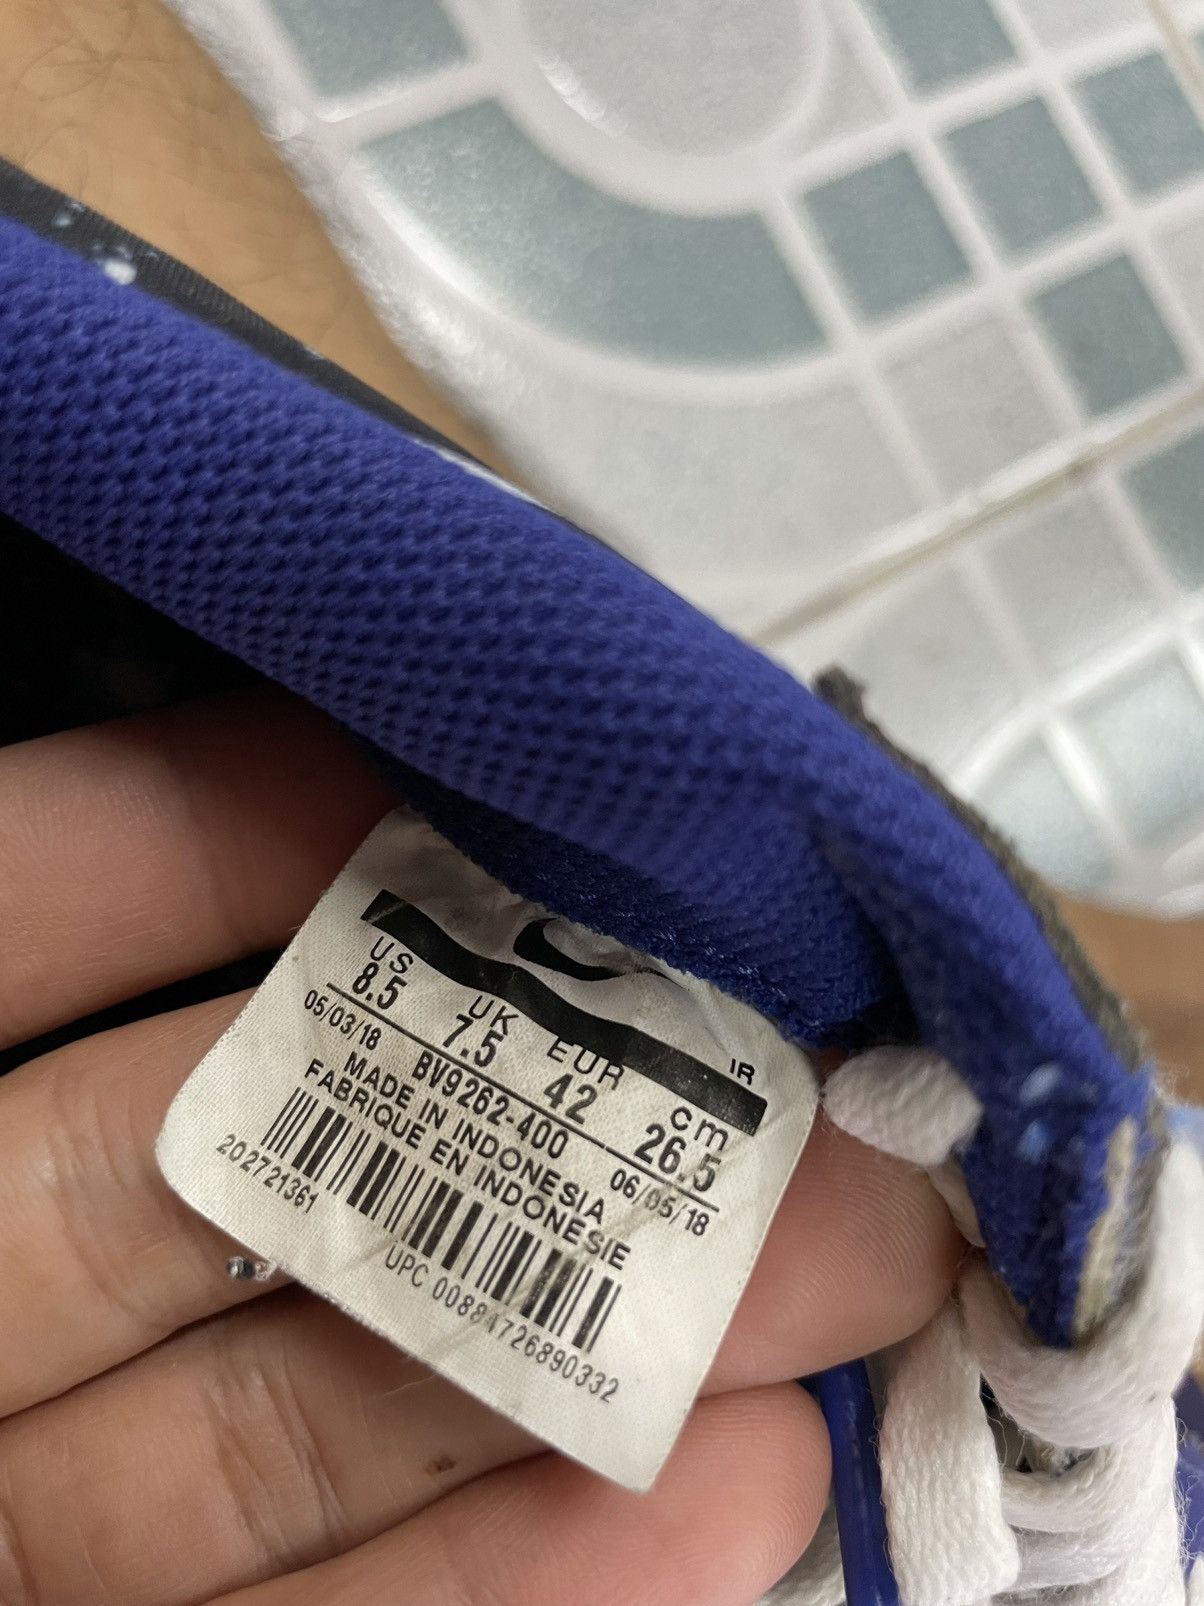 IR
US UK EUR cm
8.5 7.5 42 26.5
05/03/18 BV9262-400 06/05/18
MADE IN INDONESIA
FABRIQUE EN INDONESIE
202721361
UPC 00884726890332